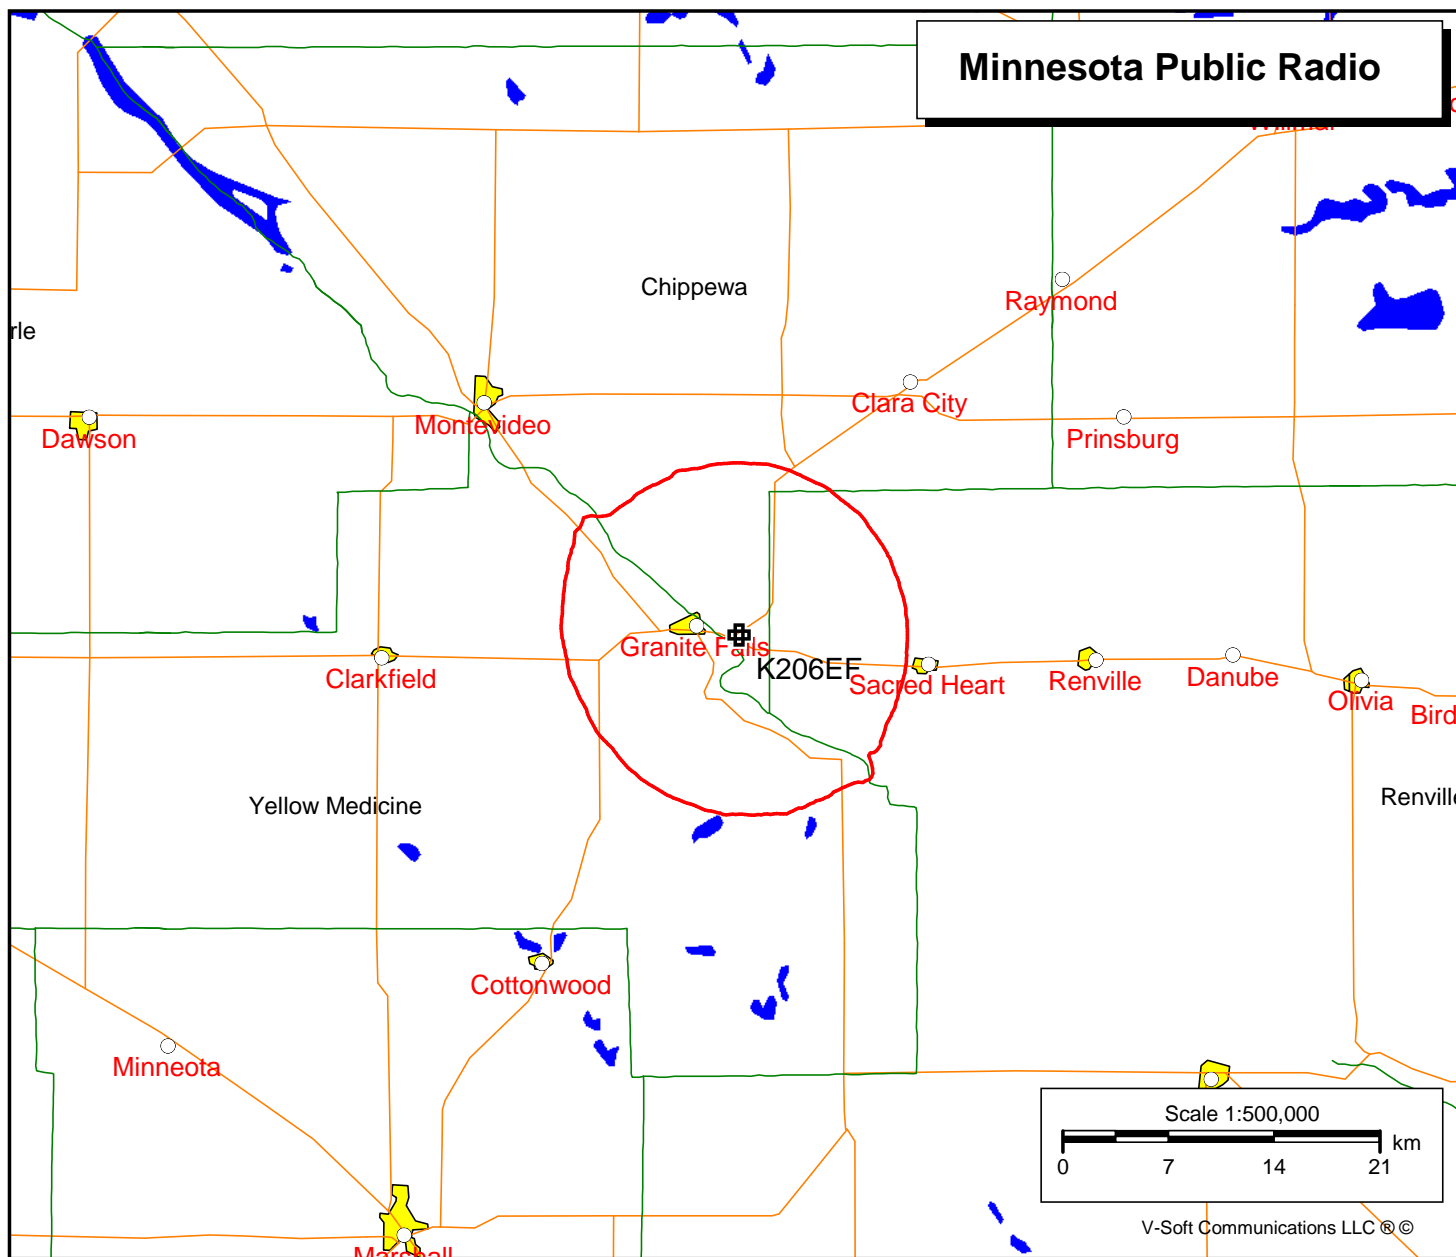 Minnesota Public Radio
Chippewa
Raymond
rle
Clara City
Montevideo
Dawson
Prinsburg
Granite Falls
K206EF
Clarkfield
Sacred Heart
Renville
Danube
Olivia
Bird
Yellow Medicine
Renville
Cottonwood
Minneota
Scale 1:500,000
km
0 7 14 21
V-Soft Communications LLC ® ©
Marshall